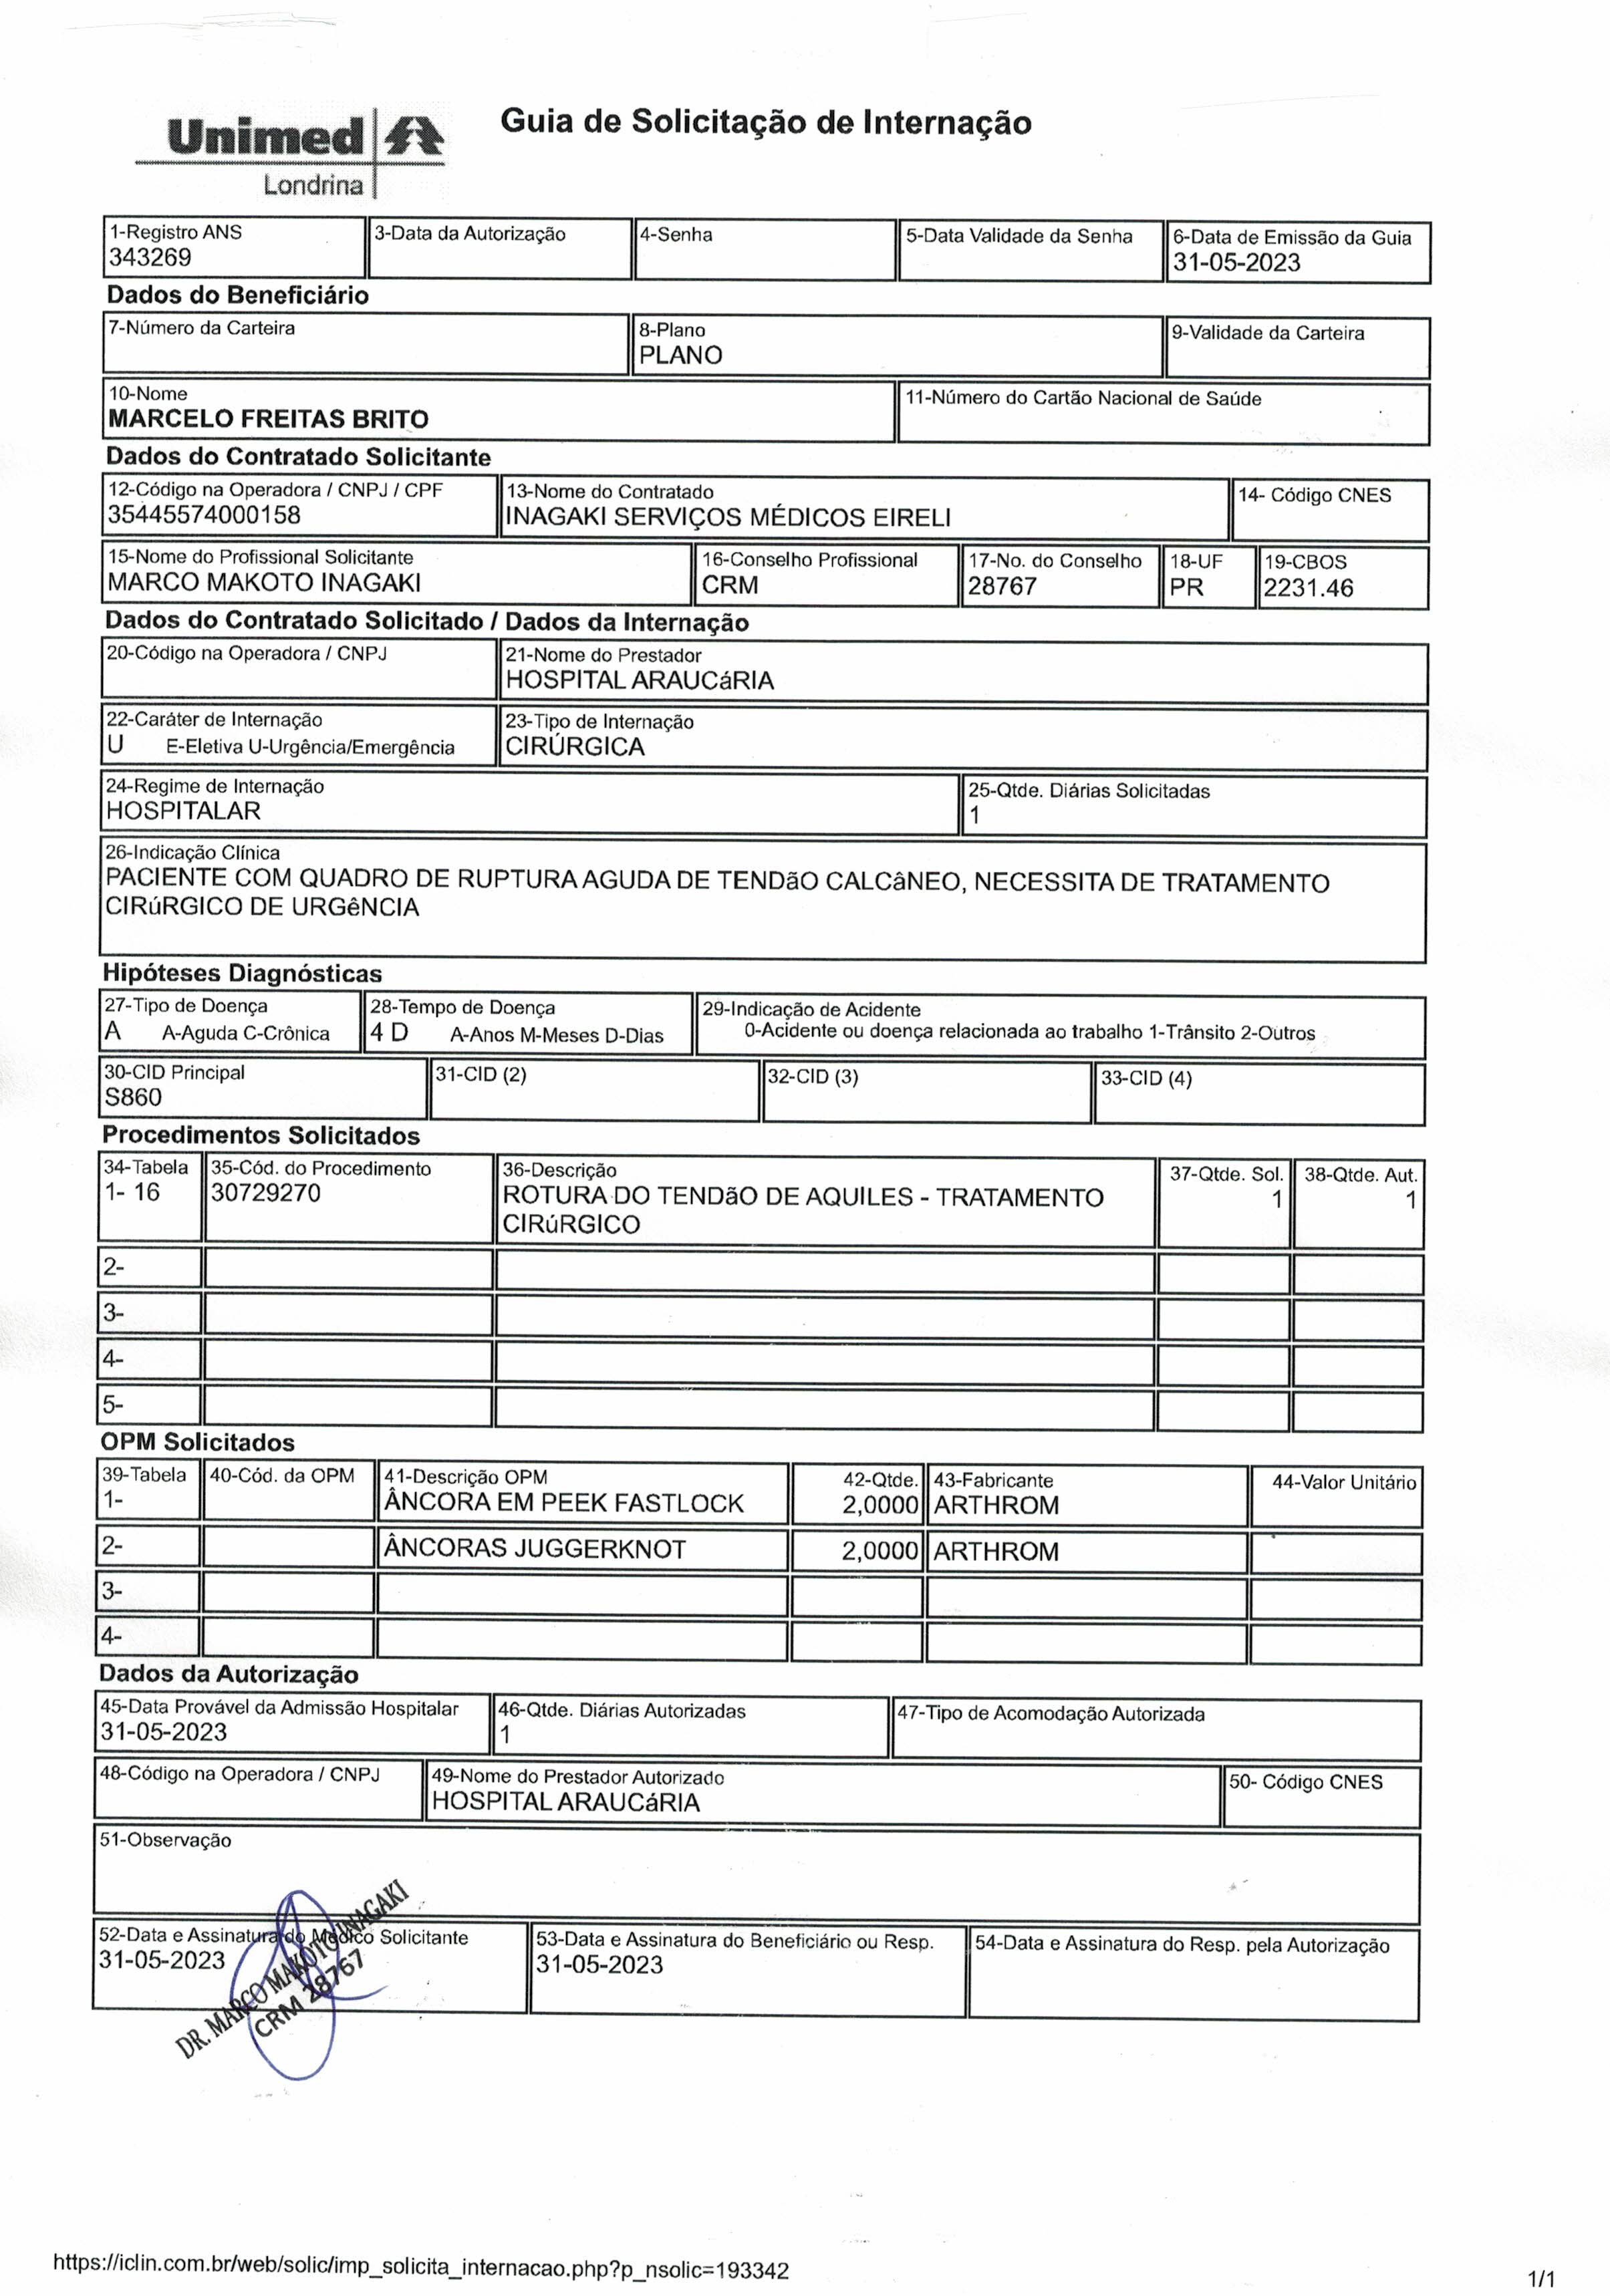 Unimed
Londrina
Guia de Solicitação de Internação
1-Registro ANS
343269
3-Data da Autorização
4-Senha
5-Data Validade da Senha
6-Data de Emissão da Guia
31-05-2023
Dados do Beneficiário
7-Número da Carteira
8-Plano
PLANO
9-Validade da Carteira
10-Nome
MARCELO FREITAS BRITO
11-Número do Cartão Nacional de Saúde
Dados do Contratado Solicitante
12-Código na Operadora / CNPJ / CPF
35445574000158
13-Nome do Contratado
INAGAKI SERVIÇOS MÉDICOS EIRELI
14- Código CNES
15-Nome do Profissional Solicitante
MARCO MAKOTO INAGAKI
16-Conselho Profissional
CRM
17-No. do Conselho
28767
18-UF
PR
19-CBOS
2231.46
Dados do Contratado Solicitado / Dados da Internação
20-Código na Operadora / CNPJ
21-Nome do Prestador
HOSPITAL ARAUCáRIA
22-Caráter de Internação
U E-Eletiva U-Urgência/Emergência
23-Tipo de Internação
CIRÚRGICA
24-Regime de Internação
HOSPITALAR
25-Qtde. Diárias Solicitadas
1
26-Indicação Clínica
PACIENTE COM QUADRO DE RUPTURA AGUDA DE TENDãO CALCâNEO, NECESSITA DE TRATAMENTO
CIRúRGICO DE URGêNCIA
Hipóteses Diagnósticas
27-Tipo de Doença
A A-Aguda C-Crônica
28-Tempo de Doença
4 D A-Anos M-Meses D-Dias
29-Indicação de Acidente
0-Acidente ou doença relacionada ao trabalho 1-Trânsito 2-Outros
30-CID Principal
S860
31-CID (2)
32-CID (3)
33-CID (4)
Procedimentos Solicitados
34-Tabela
1- 16
35-Cód. do Procedimento
30729270
36-Descrição
ROTURA DO TENDãO DE AQUILES - TRATAMENTO
CIRúRGICO
37-Qtde. Sol.
1
38-Qtde. Aut.
1
2-
3-
4-
5-
OPM Solicitados
39-Tabela
1-
40-Cód. da OPM
41-Descrição OPM
ÂNCORA EM PEEK FASTLOCK
42-Qtde.
2,0000
43-Fabricante
ARTHROM
44-Valor Unitário
2-
ÂNCORAS JUGGERKNOT
2,0000
ARTHROM
3-
4-
Dados da Autorização
45-Data Provável da Admissão Hospitalar
31-05-2023
46-Qtde. Diárias Autorizadas
1
47-Tipo de Acomodação Autorizada
48-Código na Operadora / CNPJ
49-Nome do Prestador Autorizado
HOSPITAL ARAUCáRIA
50- Código CNES
51-Observação
52-Data e Assinatura do Médico Solicitante
31-05-2023
DR. MARCO MAKOTO INAGAKI
CRM 28767
53-Data e Assinatura do Beneficiário ou Resp.
31-05-2023
54-Data e Assinatura do Resp. pela Autorização
https://iclin.com.br/web/solic/imp_solicita_internacao.php?p_nsolic=193342
1/1